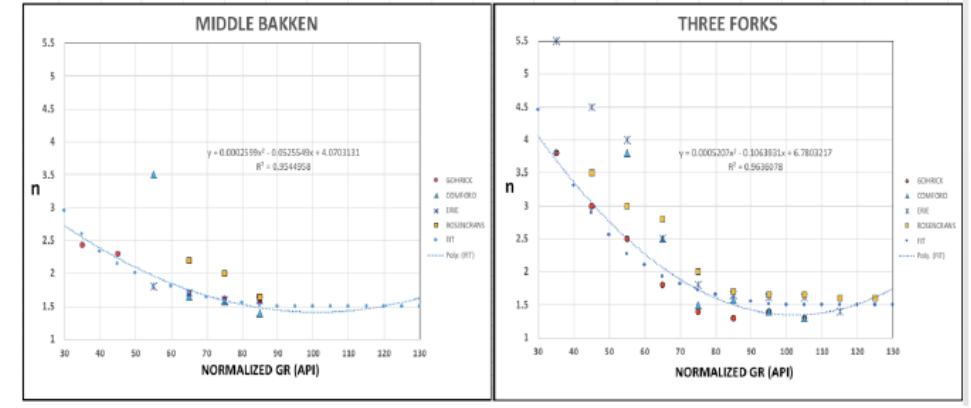 MIDDLE BAKKEN
5.5
5
4.5
4
3.5
3
2.5
2
1.5
1
n
y = 0.0002599x² - 0.0525549x + 4.0703131
R² = 0.9544958
GOHRICK
COMFORD
ERIE
ROSENCRANS
FIT
Poly. (FIT)
30 40 50 60 70 80 90 100 110 120 130
NORMALIZED GR (API)
THREE FORKS
5.5
5
4.5
4
3.5
3
2.5
2
1.5
1
n
y = 0.0005207x² - 0.1063931x + 6.7803217
R² = 0.9636078
GOHRICK
COMFORD
ERIE
ROSENCRANS
FIT
Poly. (FIT)
30 40 50 60 70 80 90 100 110 120 130
NORMALIZED GR (API)